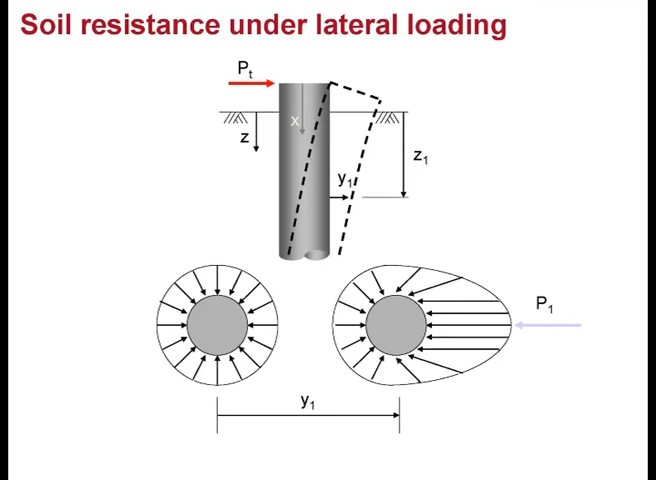 Soil resistance under lateral loading
Pt
x
z
z1
y1
P1
y1